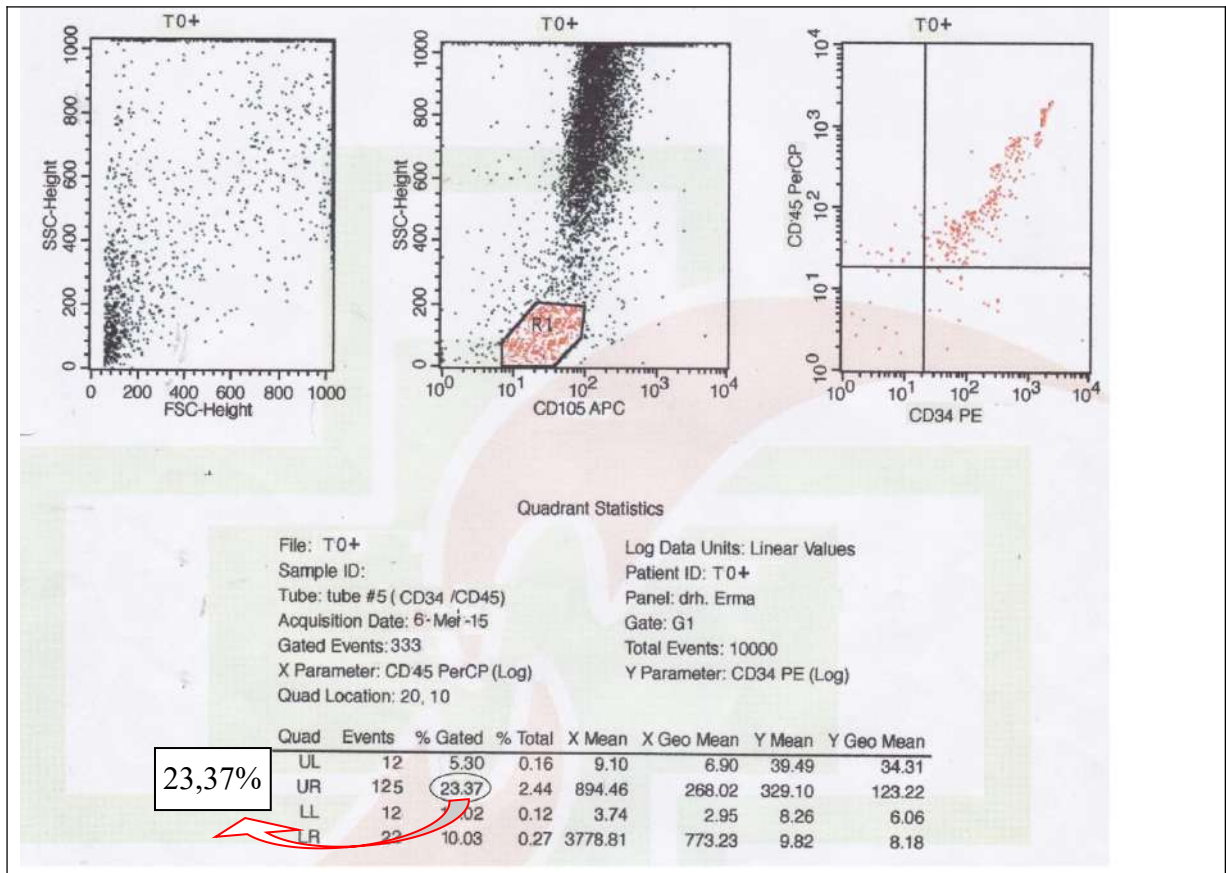 T0+
T0+
T0+
1000
800
600
400
200
0
SSC-Height
0 200 400 600 800 1000
FSC-Height
1000
800
600
400
200
0
SSC-Height
R1
10^0 10^1 10^2 10^3 10^4
CD105 APC
10^4
10^3
10^2
10^1
10^0
CD45 PerCP
10^0 10^1 10^2 10^3 10^4
CD34 PE
Quadrant Statistics
File: T0+
Log Data Units: Linear Values
Sample ID:
Patient ID: T0+
Tube: tube #5 ( CD34 /CD45)
Panel: drh. Erma
Acquisition Date: 6-Mei-15
Gate: G1
Gated Events: 333
Total Events: 10000
X Parameter: CD45 PerCP (Log)
Y Parameter: CD34 PE (Log)
Quad Location: 20, 10
Quad Events % Gated % Total X Mean X Geo Mean Y Mean Y Geo Mean
UL 12 5.30 0.16 9.10 6.90 39.49 34.31
UR 125 23.37 2.44 894.46 268.02 329.10 123.22
LL 12 0.12 3.74 2.95 8.26 6.06
LR 10.03 0.27 3778.81 773.23 9.82 8.18
23,37%